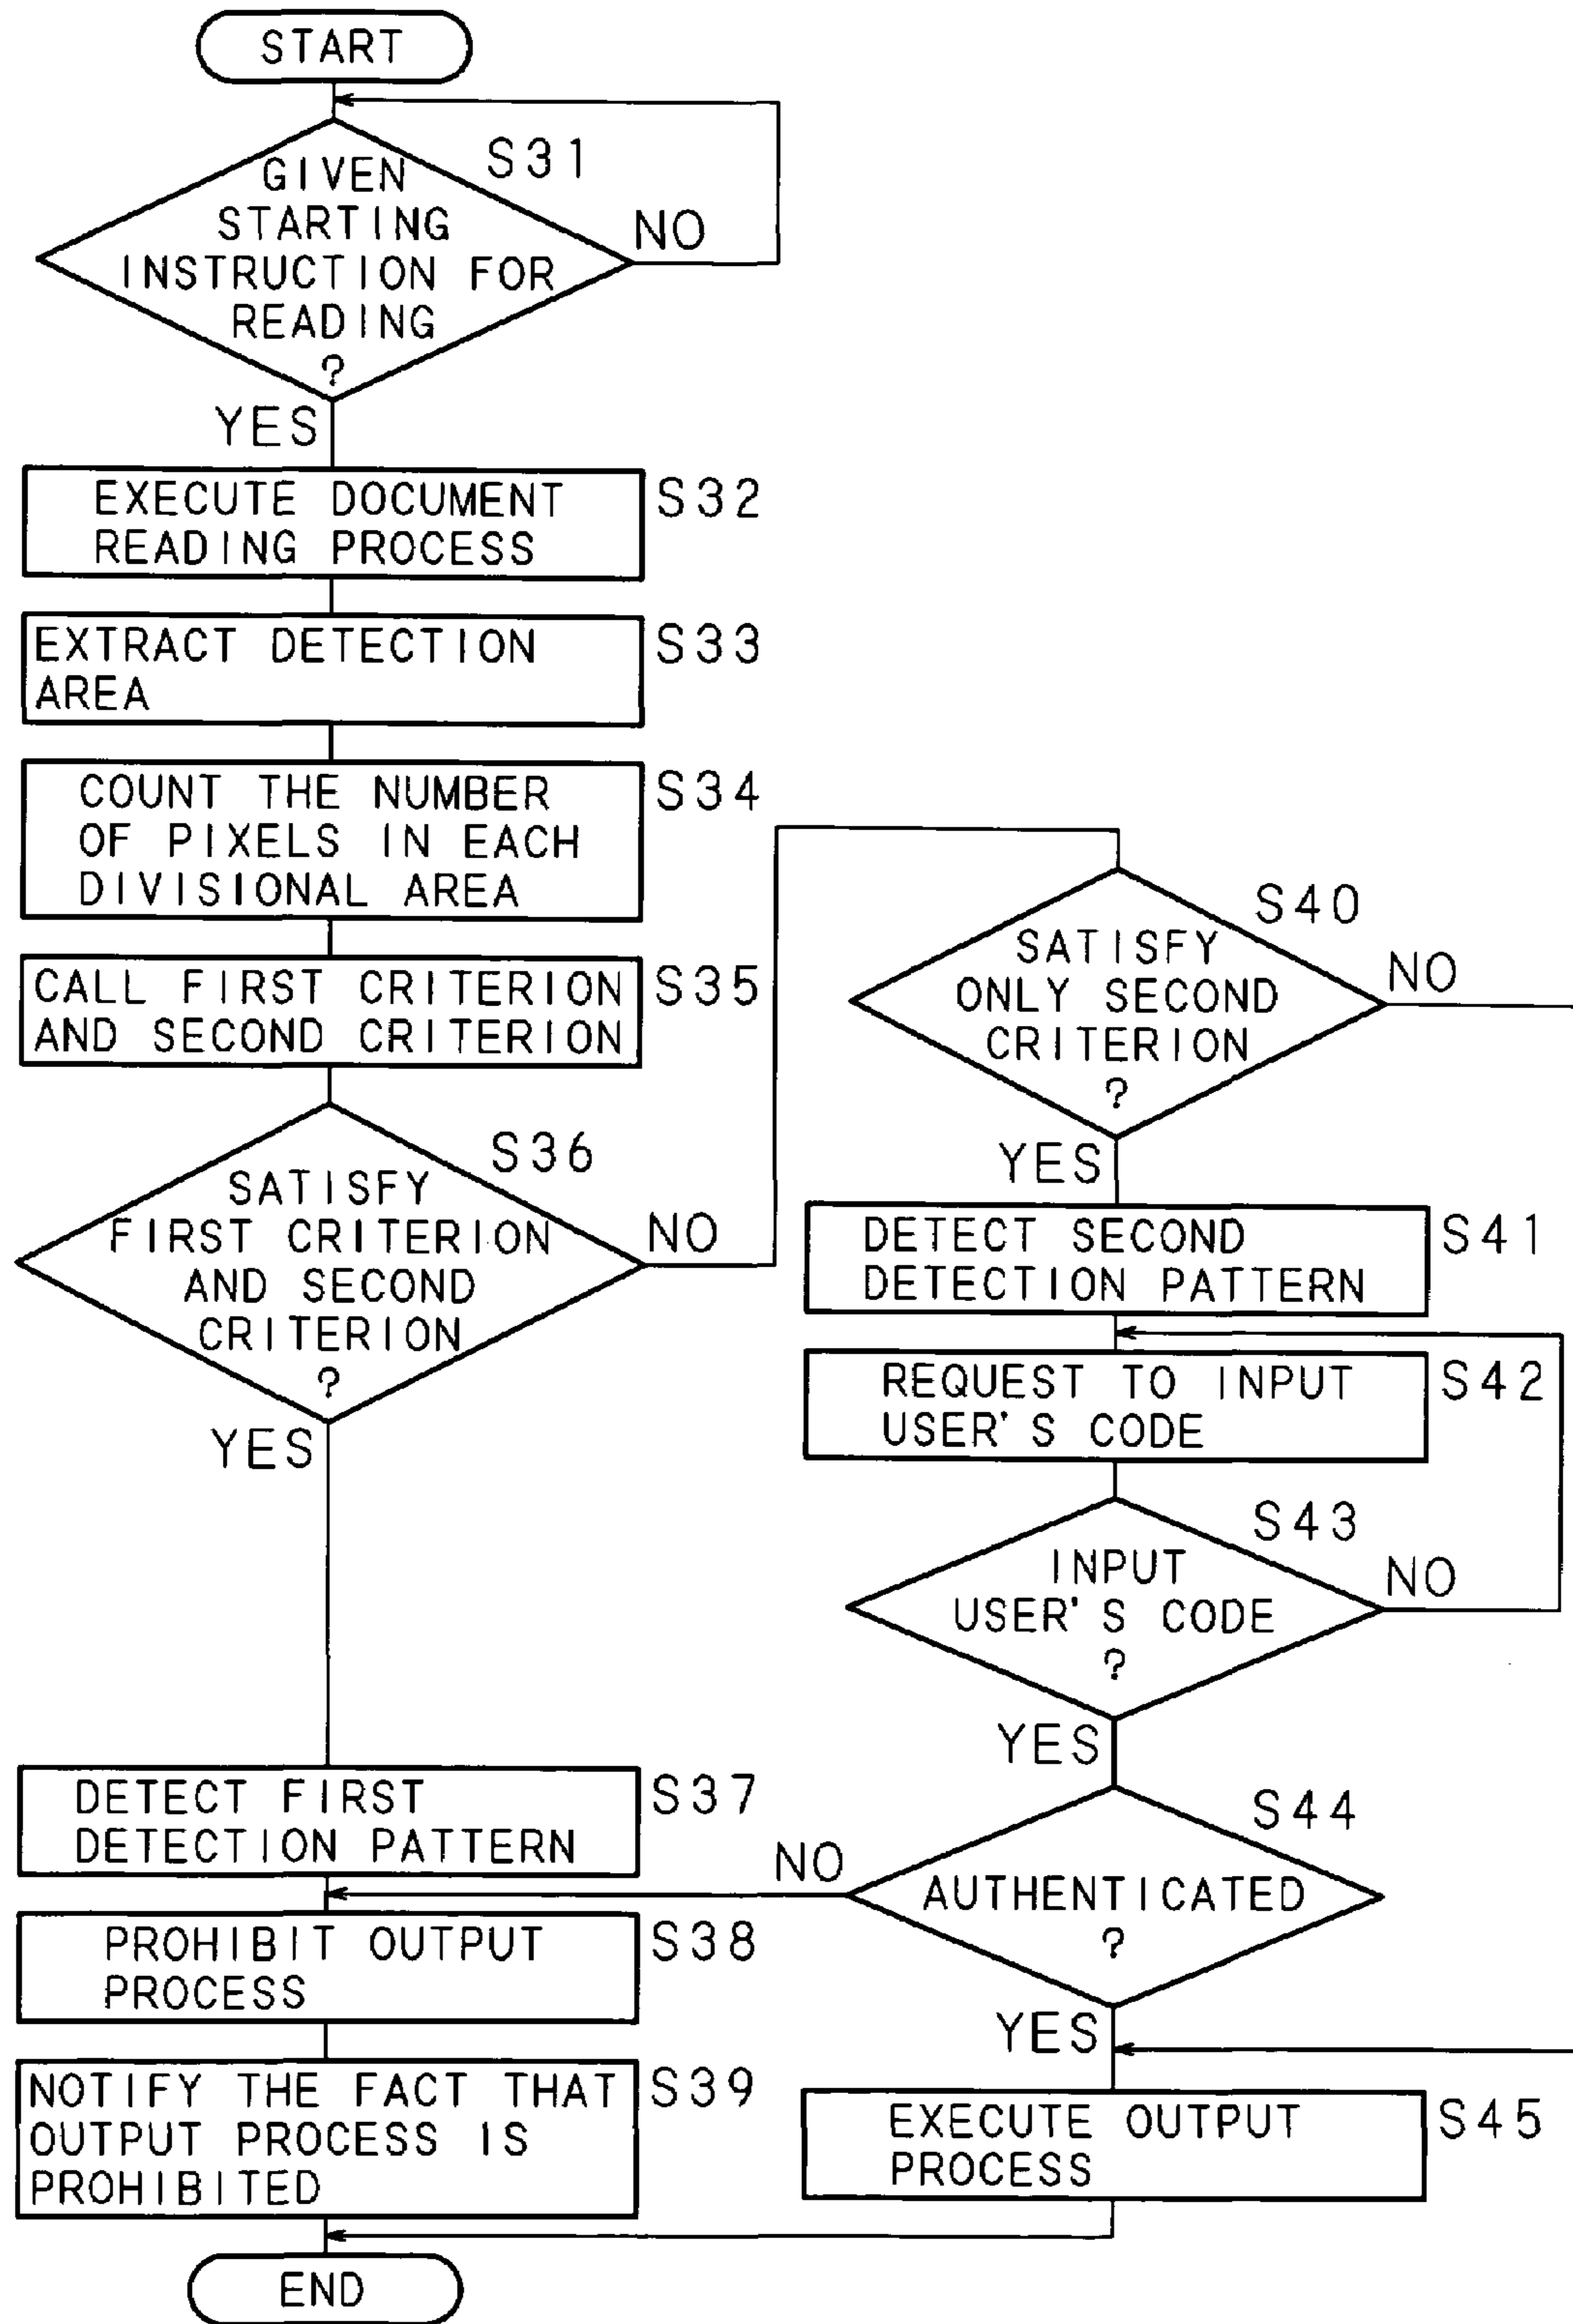 START
S31
GIVEN
STARTING
INSTRUCTION FOR
READING
?
NO
YES
EXECUTE DOCUMENT
READING PROCESS
S32
EXTRACT DETECTION
AREA
S33
COUNT THE NUMBER
OF PIXELS IN EACH
DIVISIONAL AREA
S34
CALL FIRST CRITERION
AND SECOND CRITERION
S35
S36
SATISFY
FIRST CRITERION
AND SECOND
CRITERION
?
NO
YES
DETECT FIRST
DETECTION PATTERN
S37
PROHIBIT OUTPUT
PROCESS
S38
NOTIFY THE FACT THAT
OUTPUT PROCESS IS
PROHIBITED
S39
S40
SATISFY
ONLY SECOND
CRITERION
?
NO
YES
DETECT SECOND
DETECTION PATTERN
S41
REQUEST TO INPUT
USER'S CODE
S42
S43
INPUT
USER'S CODE
?
NO
YES
S44
AUTHENTICATED
?
NO
YES
EXECUTE OUTPUT
PROCESS
S45
END